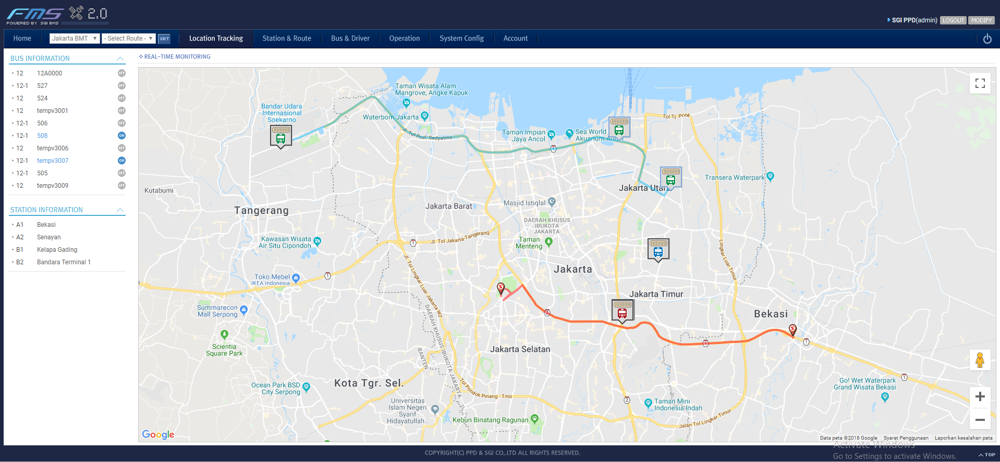 FMS 2.0
POWERED BY SGI BMS
SGI PPD(admin) LOGOUT MODIFY
Home Jakarta BMT - Select Route - SET Location Tracking Station & Route Bus & Driver Operation System Config Account
BUS INFORMATION
12 12A0000 OFF
12-1 527 OFF
12 524 OFF
12 tempv3001 OFF
12-1 506 OFF
12-1 508 ON
12 tempv3006 OFF
12-1 tempv3007 ON
12-1 505 OFF
12 tempv3009 OFF
STATION INFORMATION
A1 Bekasi
A2 Senayan
B1 Kelapa Gading
B2 Bandara Terminal 1
REAL-TIME MONITORING
Taman Wisata Alam
Mangrove, Angke Kapuk
Bandar Udara
Internasional
Soekarno
Waterbom Jakarta
Tol Tj. Priok
Jl. Tol Prof. Sedyatmo
Taman Impian
Jaya Ancol
Sea World
Akuarium Ancol
1
Kutabumi
Jakarta Utara
Transera Waterpark
Tangerang
Jakarta Barat
Masjid Istiqlal
DAERAH KHUSUS
IBUKOTA
JAKARTA
Kawasan Wisata
Air Situ Cipondoh
1
Jl. Tol Jakarta-Tangerang
Taman
Menteng
Lingkar Luar Timur
Toko Mebel
IKEA Indonesia
1
Jl. Tol Lingkar Luar Jakarta W2
Jakarta
S
Jakarta Timur
Summarecon
Mall Serpong
2
Bekasi
S
DAERAH KHUSUS IBUKOTA JAKARTA
BANTEN
Scientia
Square Park
Jakarta Selatan
1
1
Kota Tgr. Sel.
Ocean Park BSD
City Serpong
Tol Pondok Pinang - Tmii
1
Go! Wet Waterpark
Grand Wisata Bekasi
Universitas
Islam Negeri
Syarif
Hidayatullah...
2
Taman Mini
Indonesia Indah
Kebun Binatang Ragunan
Jalan Tol Lingkar Timur
Google
Data peta ©2018 Google Syarat Penggunaan Laporkan kesalahan peta
Activate Windows
Go to Settings to activate Windows.
COPYRIGHT(C) PPD & SGI CO,.LTD ALL RIGHTS RESERVED.
TOP